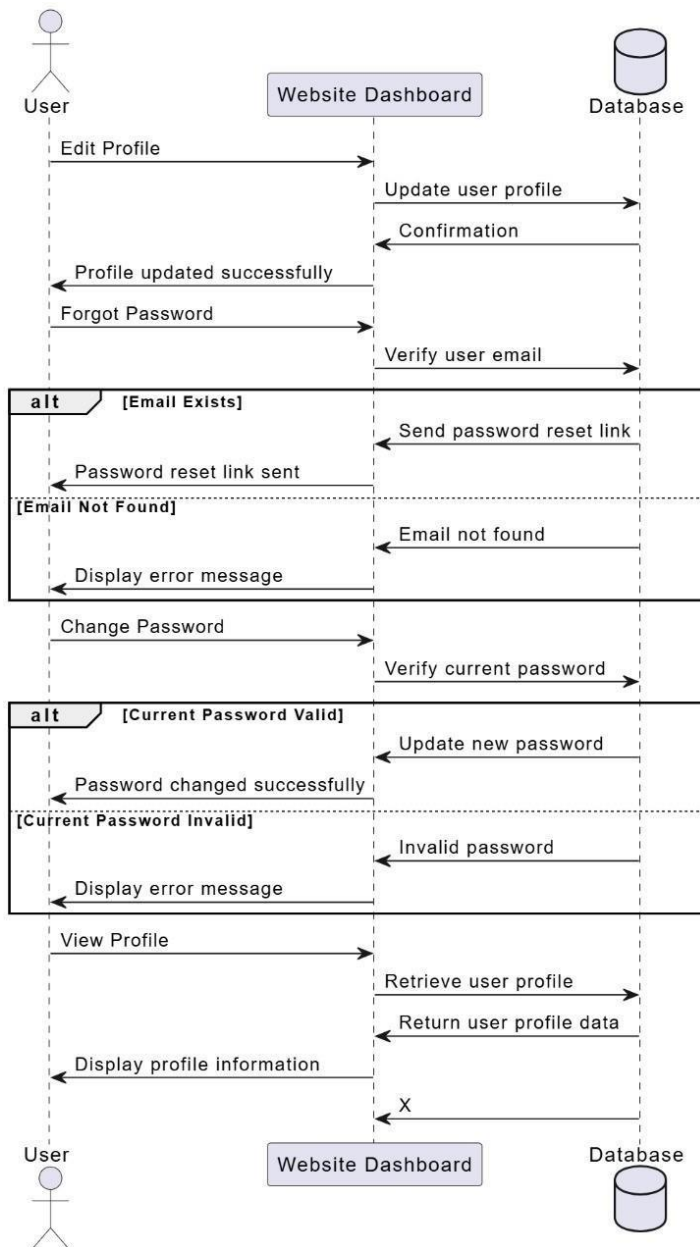 User
Website Dashboard
Database
Edit Profile
Update user profile
Confirmation
Profile updated successfully
Forgot Password
Verify user email
alt [Email Exists]
Send password reset link
Password reset link sent
[Email Not Found]
Email not found
Display error message
Change Password
Verify current password
alt [Current Password Valid]
Update new password
Password changed successfully
[Current Password Invalid]
Invalid password
Display error message
View Profile
Retrieve user profile
Return user profile data
Display profile information
X
User
Website Dashboard
Database